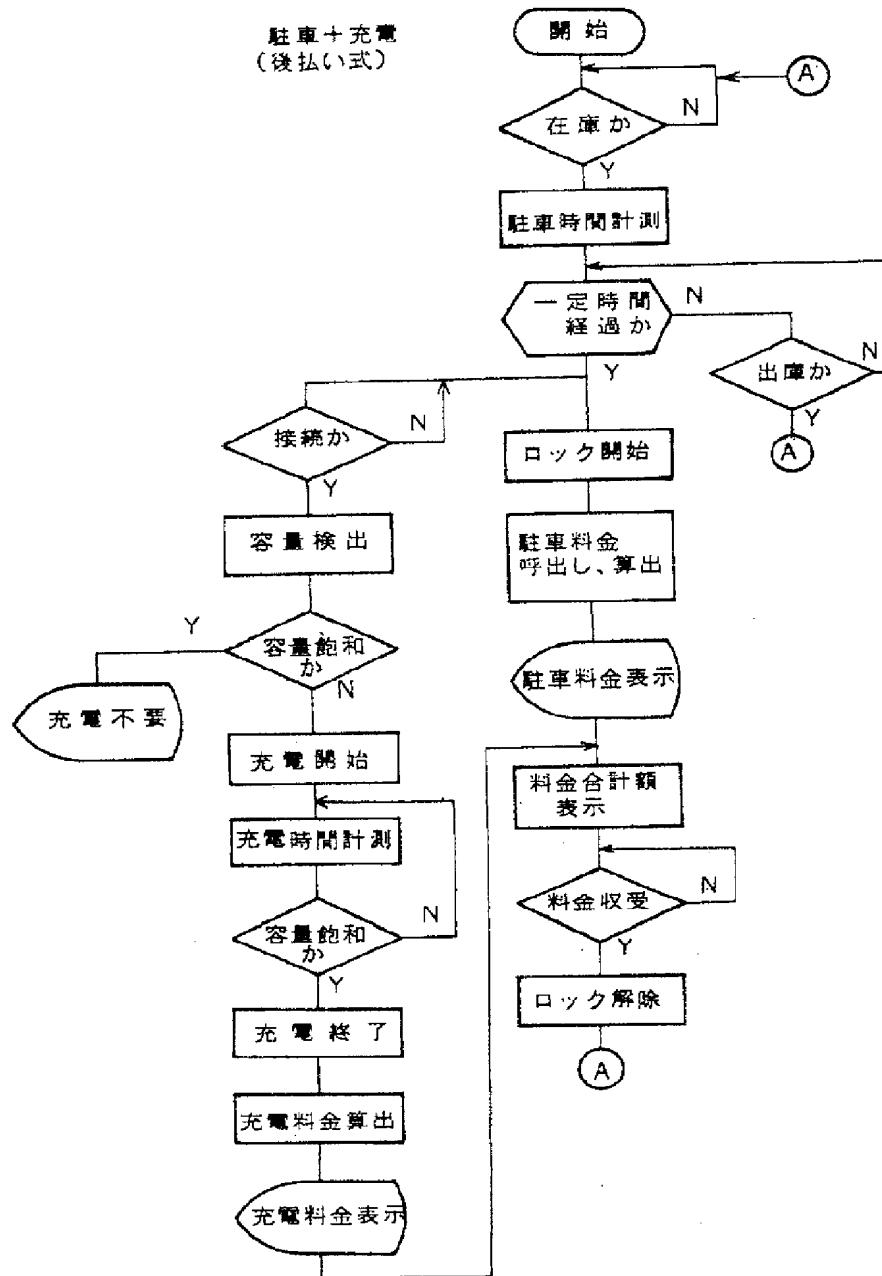 駐車+充電
(後払い式)
開始
A
在庫か
N
Y
駐車時間計測
一定時間
経過か
N
Y
出庫か
N
Y
A
接続か
N
Y
ロック開始
容量検出
駐車料金
呼出し、算出
Y
容量飽和
か
N
駐車料金表示
充電不要
充電開始
料金合計額
表示
充電時間計測
料金収受
N
Y
容量飽和
か
N
Y
ロック解除
充電終了
A
充電料金算出
充電料金表示